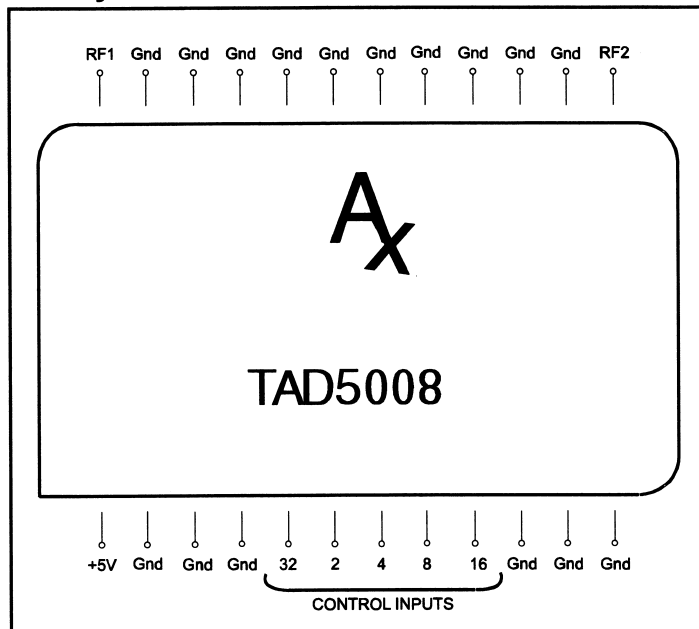 RF1 Gnd Gnd Gnd Gnd Gnd Gnd Gnd Gnd Gnd Gnd RF2
Ax
TAD5008
+5V Gnd Gnd Gnd 32 2 4 8 16 Gnd Gnd Gnd
CONTROL INPUTS